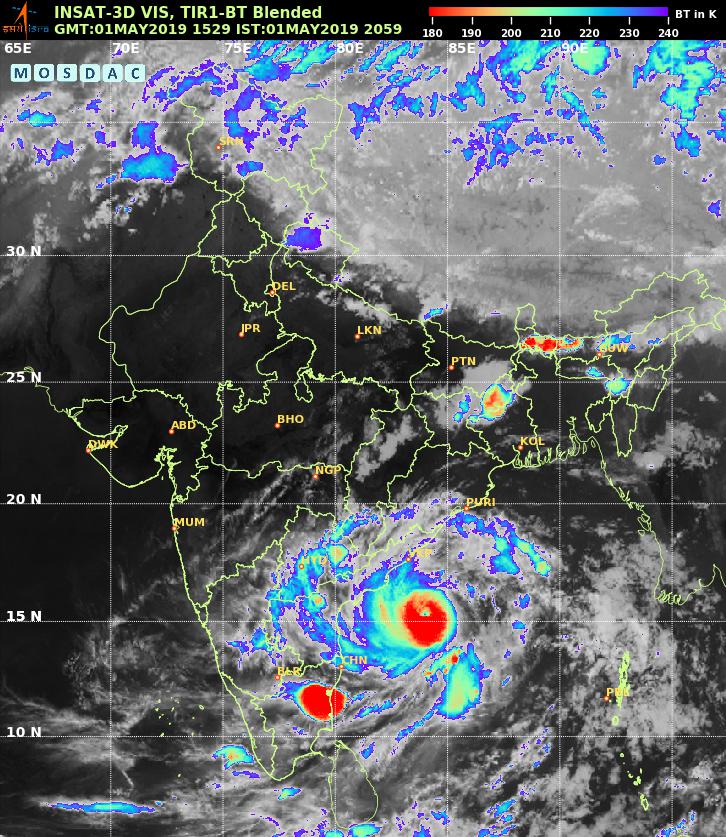 INSAT-3D VIS, TIR1-BT Blended
GMT:01MAY2019 1529 IST:01MAY2019 2059
BT in K
180 190 200 210 220 230 240
65E 70E 75E 80E 85E 90E
MOSDAC
SRN
30 N
DEL
JPR
LKN
GUW
PTN
25 N
ABD
BHO
DWK
KOL
NGP
20 N
PURI
MUM
HYD
15 N
CHN
BLR
10 N